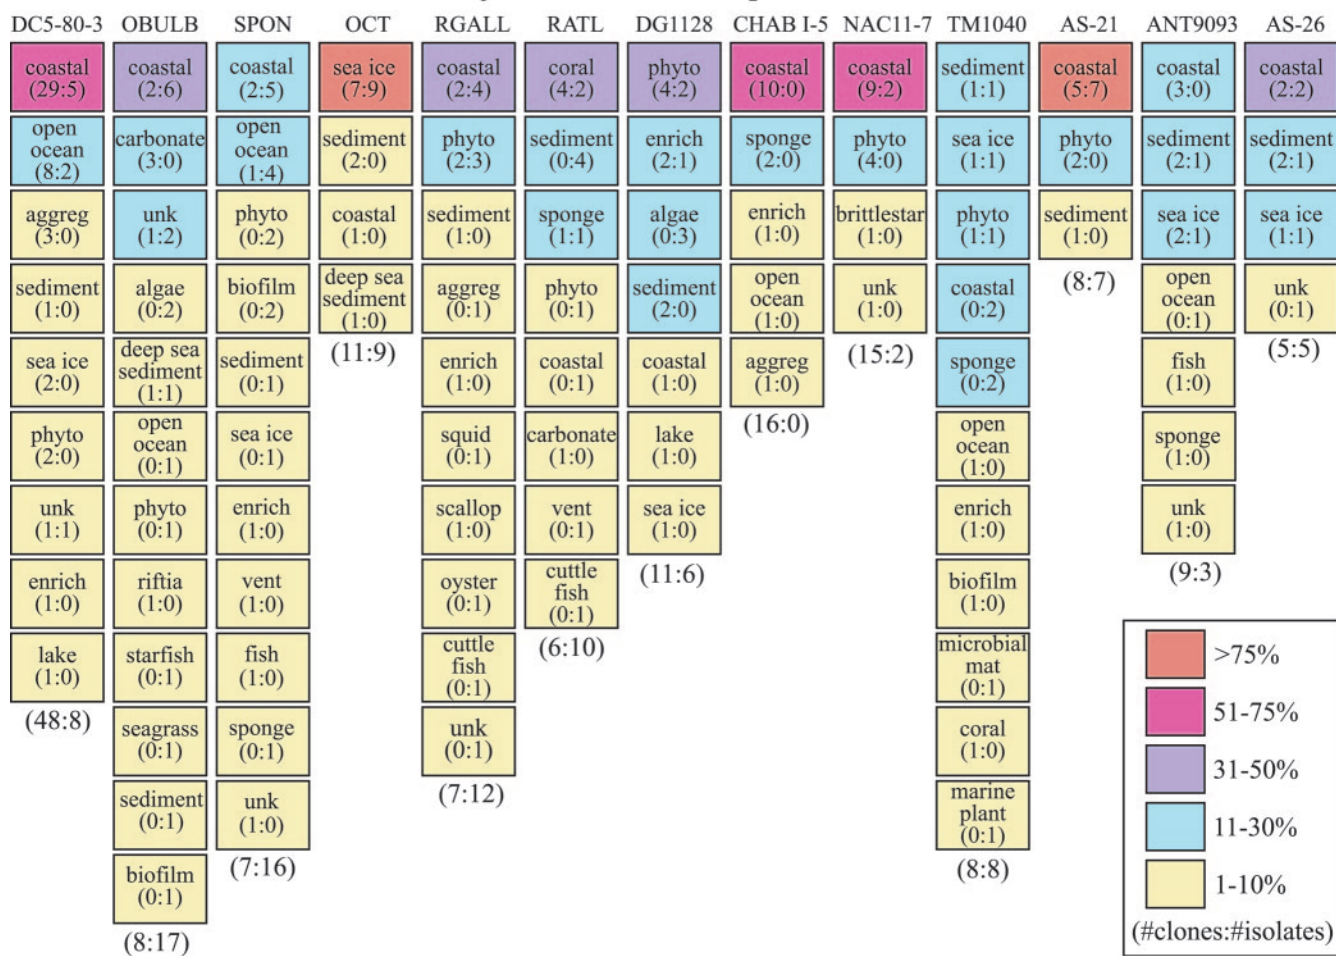 DC5-80-3 OBULB SPON OCT RGALL RATL DG1128 CHAB I-5 NAC11-7 TM1040 AS-21 ANT9093 AS-26
coastal
(29:5)
open
ocean
(8:2)
aggreg
(3:0)
sediment
(1:0)
sea ice
(2:0)
phyto
(2:0)
unk
(1:1)
enrich
(1:0)
lake
(1:0)
(48:8)
coastal
(2:6)
carbonate
(3:0)
unk
(1:2)
algae
(0:2)
deep sea
sediment
(1:1)
open
ocean
(0:1)
phyto
(0:1)
riftia
(1:0)
starfish
(0:1)
seagrass
(0:1)
sediment
(0:1)
biofilm
(0:1)
(8:17)
coastal
(2:5)
open
ocean
(1:4)
phyto
(0:2)
biofilm
(0:2)
sediment
(0:1)
sea ice
(0:1)
enrich
(1:0)
vent
(1:0)
fish
(1:0)
sponge
(0:1)
unk
(1:0)
(7:16)
sea ice
(7:9)
sediment
(2:0)
coastal
(1:0)
deep sea
sediment
(1:0)
(11:9)
coastal
(2:4)
phyto
(2:3)
sediment
(1:0)
aggreg
(0:1)
enrich
(1:0)
squid
(0:1)
scallop
(1:0)
oyster
(0:1)
cuttle
fish
(0:1)
unk
(0:1)
(7:12)
coral
(4:2)
sediment
(0:4)
sponge
(1:1)
phyto
(0:1)
coastal
(0:1)
carbonate
(1:0)
vent
(0:1)
cuttle
fish
(0:1)
(6:10)
phyto
(4:2)
enrich
(2:1)
algae
(0:3)
sediment
(2:0)
coastal
(1:0)
lake
(1:0)
sea ice
(1:0)
(11:6)
coastal
(10:0)
sponge
(2:0)
enrich
(1:0)
open
ocean
(1:0)
aggreg
(1:0)
(16:0)
coastal
(9:2)
phyto
(4:0)
brittlestar
(1:0)
unk
(1:0)
(15:2)
sediment
(1:1)
sea ice
(1:1)
phyto
(1:1)
coastal
(0:2)
sponge
(0:2)
open
ocean
(1:0)
enrich
(1:0)
biofilm
(1:0)
microbial
mat
(0:1)
coral
(1:0)
marine
plant
(0:1)
(8:8)
coastal
(5:7)
phyto
(2:0)
sediment
(1:0)
(8:7)
coastal
(3:0)
sediment
(2:1)
sea ice
(2:1)
open
ocean
(0:1)
fish
(1:0)
sponge
(1:0)
unk
(1:0)
(9:3)
coastal
(2:2)
sediment
(2:1)
sea ice
(1:1)
unk
(0:1)
(5:5)
>75%
51-75%
31-50%
11-30%
1-10%
(#clones:#isolates)